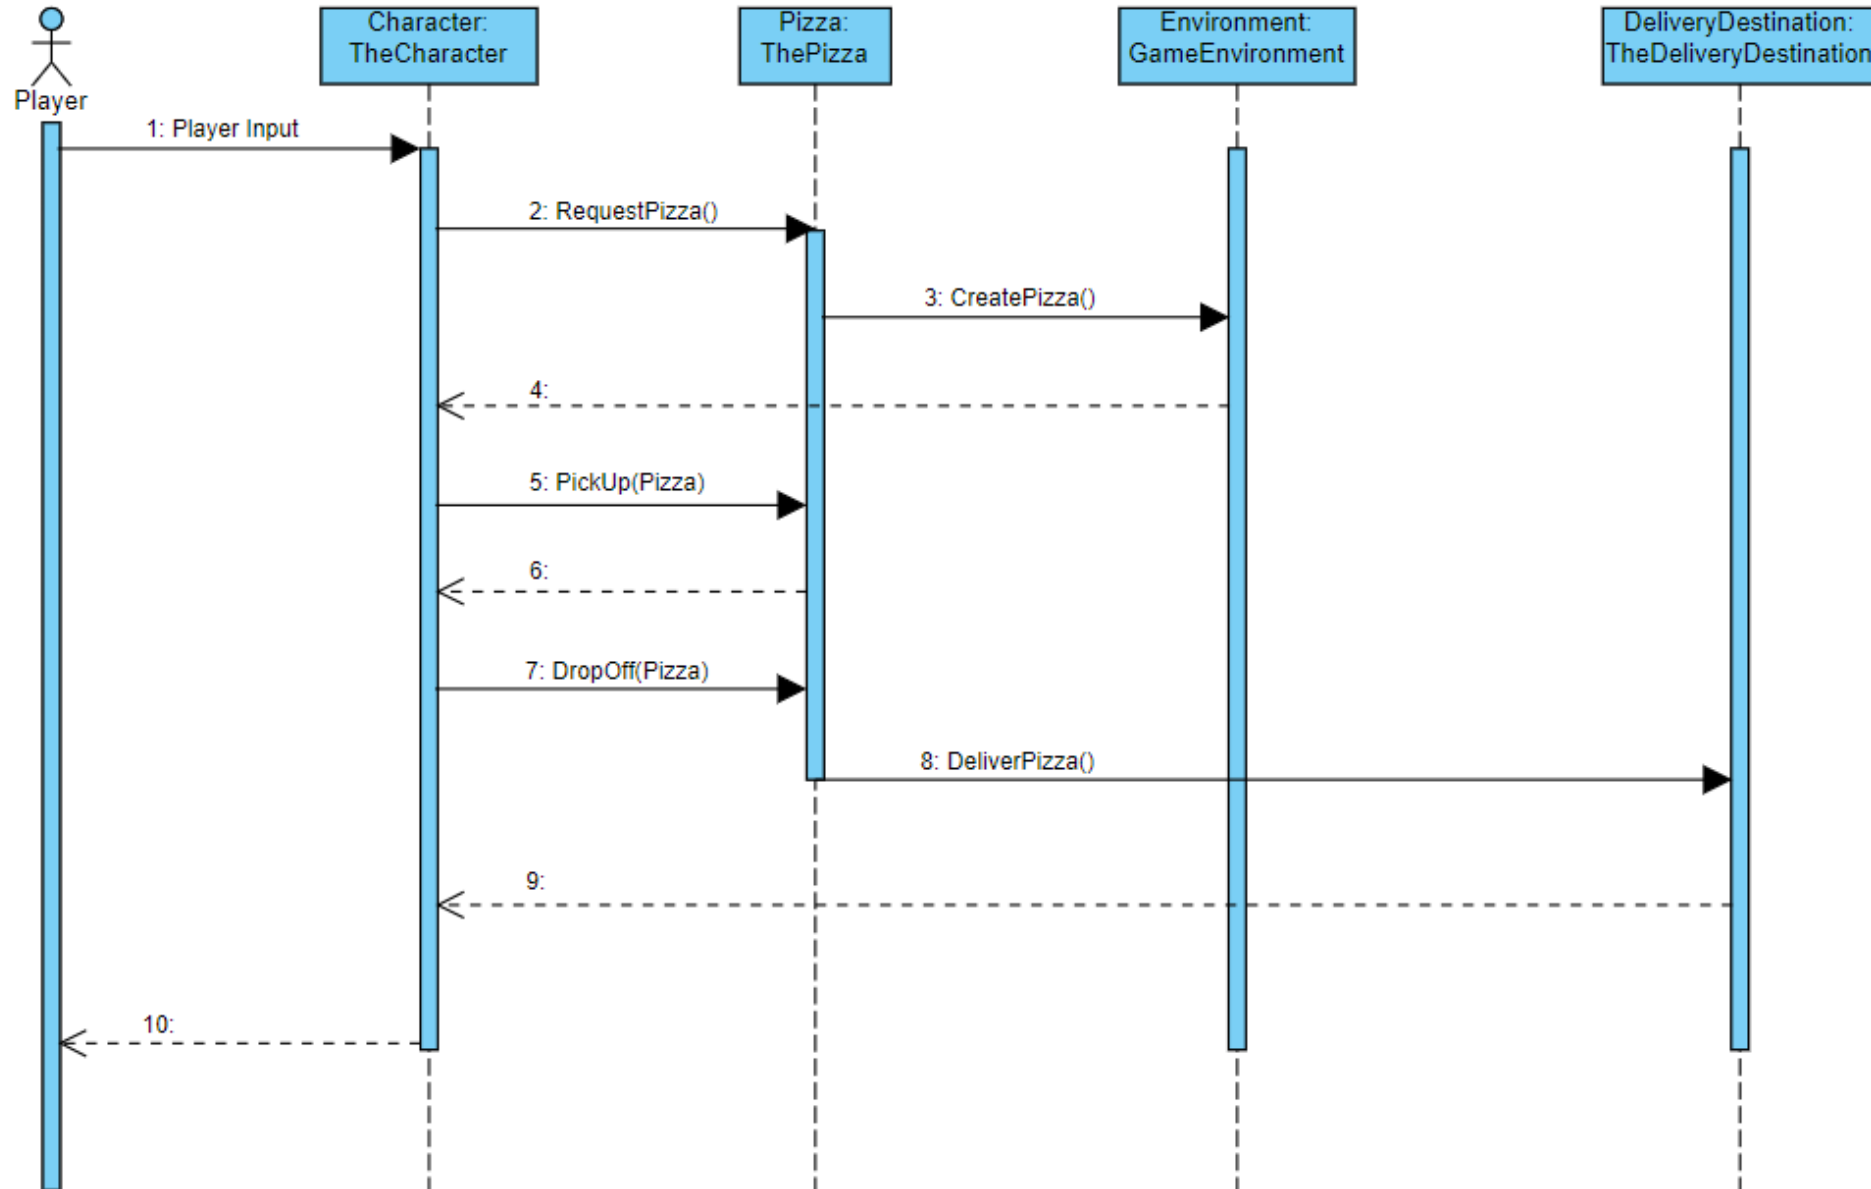 Player
Character:
TheCharacter
Pizza:
ThePizza
Environment:
GameEnvironment
DeliveryDestination:
TheDeliveryDestination
1: Player Input
2: RequestPizza()
3: CreatePizza()
4:
5: PickUp(Pizza)
6:
7: DropOff(Pizza)
8: DeliverPizza()
9:
10: